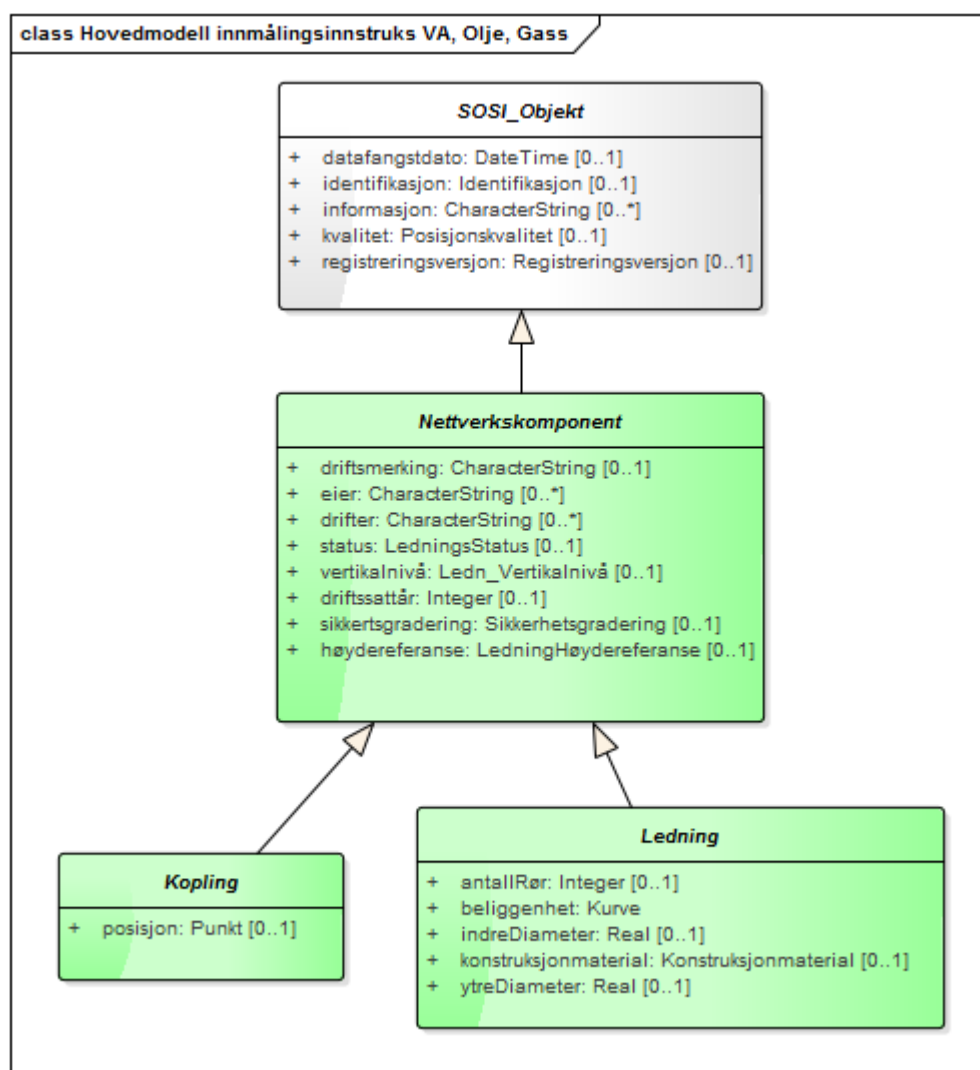 class Hovedmodell innmålingsinnstruks VA, Olje, Gass
SOSI_Objekt
+ datafangstdato: DateTime [0..1]
+ identifikasjon: Identifikasjon [0..1]
+ informasjon: CharacterString [0..*]
+ kvalitet: Posisjonskvalitet [0..1]
+ registreringsversjon: Registreringsversjon [0..1]
Nettverkskomponent
+ driftsmerking: CharacterString [0..1]
+ eier: CharacterString [0..*]
+ drifter: CharacterString [0..*]
+ status: LedningsStatus [0..1]
+ vertikalnivå: Ledn_Vertikalnivå [0..1]
+ driftssattår: Integer [0..1]
+ sikkertsgradering: Sikkerhetsgradering [0..1]
+ høydereferanse: LedningHøydereferanse [0..1]
Kopling
+ posisjon: Punkt [0..1]
Ledning
+ antallRør: Integer [0..1]
+ beliggenhet: Kurve
+ indreDiameter: Real [0..1]
+ konstruksjonmaterial: Konstruksjonmaterial [0..1]
+ ytreDiameter: Real [0..1]